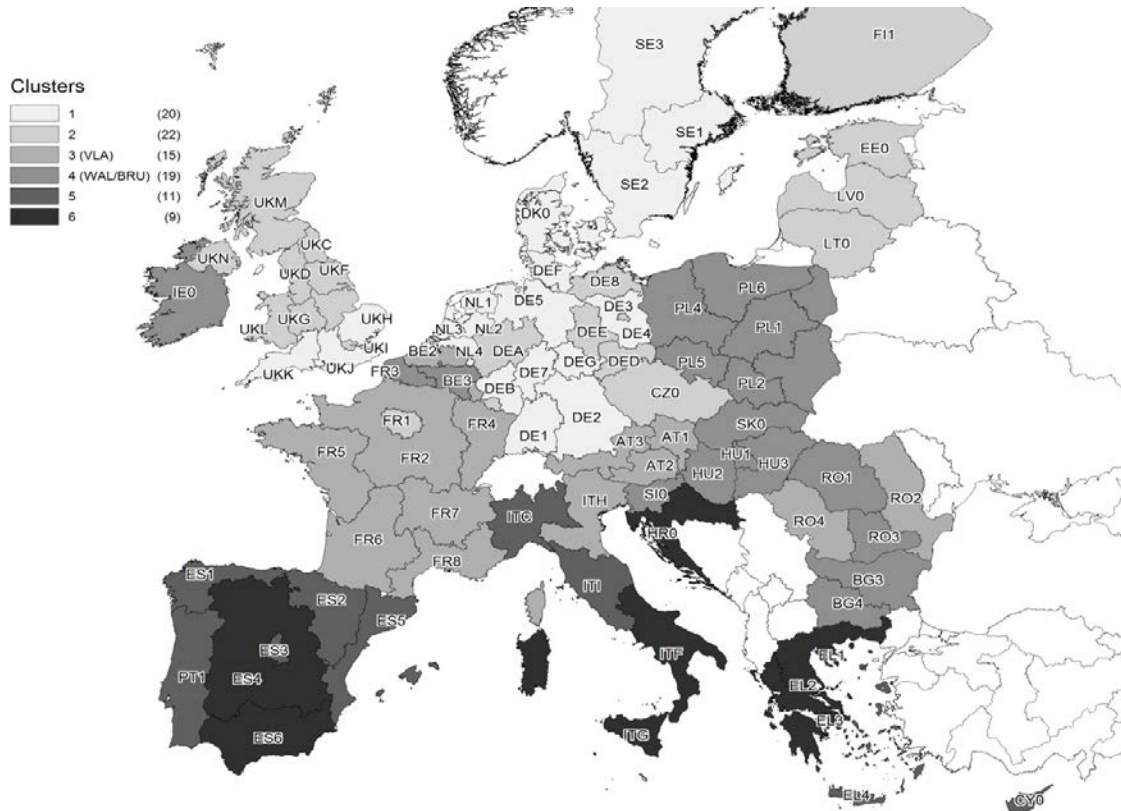 Clusters
1 (20)
2 (22)
3 (VLA) (15)
4 (WAL/BRU) (19)
5 (11)
6 (9)
SE3
FI1
SE1
EE0
SE2
LV0
UKM
DK0
LT0
UKC
UKN
DEF
UKD UKF
DE8
PL6
IE0
NL1
DE5
DE3
PL4
UKL UKG
UKH
NL3 NL2
DEE
DE4
PL1
UKI
BE2 NL4 DEA
UKK
UKJ
FR3
BE3
DE7
DEG DED
PL5
PL2
DEB
CZ0
FR1
FR4
DE1
DE2
SK0
AT3 AT1
FR5
FR2
AT2
HU1
HU2
HU3
RO1
RO2
ITH
SI0
FR7
ITC
RO4
HR0
RO3
FR6
FR8
BG3
ES1
ES2
ITI
BG4
ES5
ES3
ITF
EL1
PT1
ES4
EL2
EL3
ES6
ITG
EL4
CY0